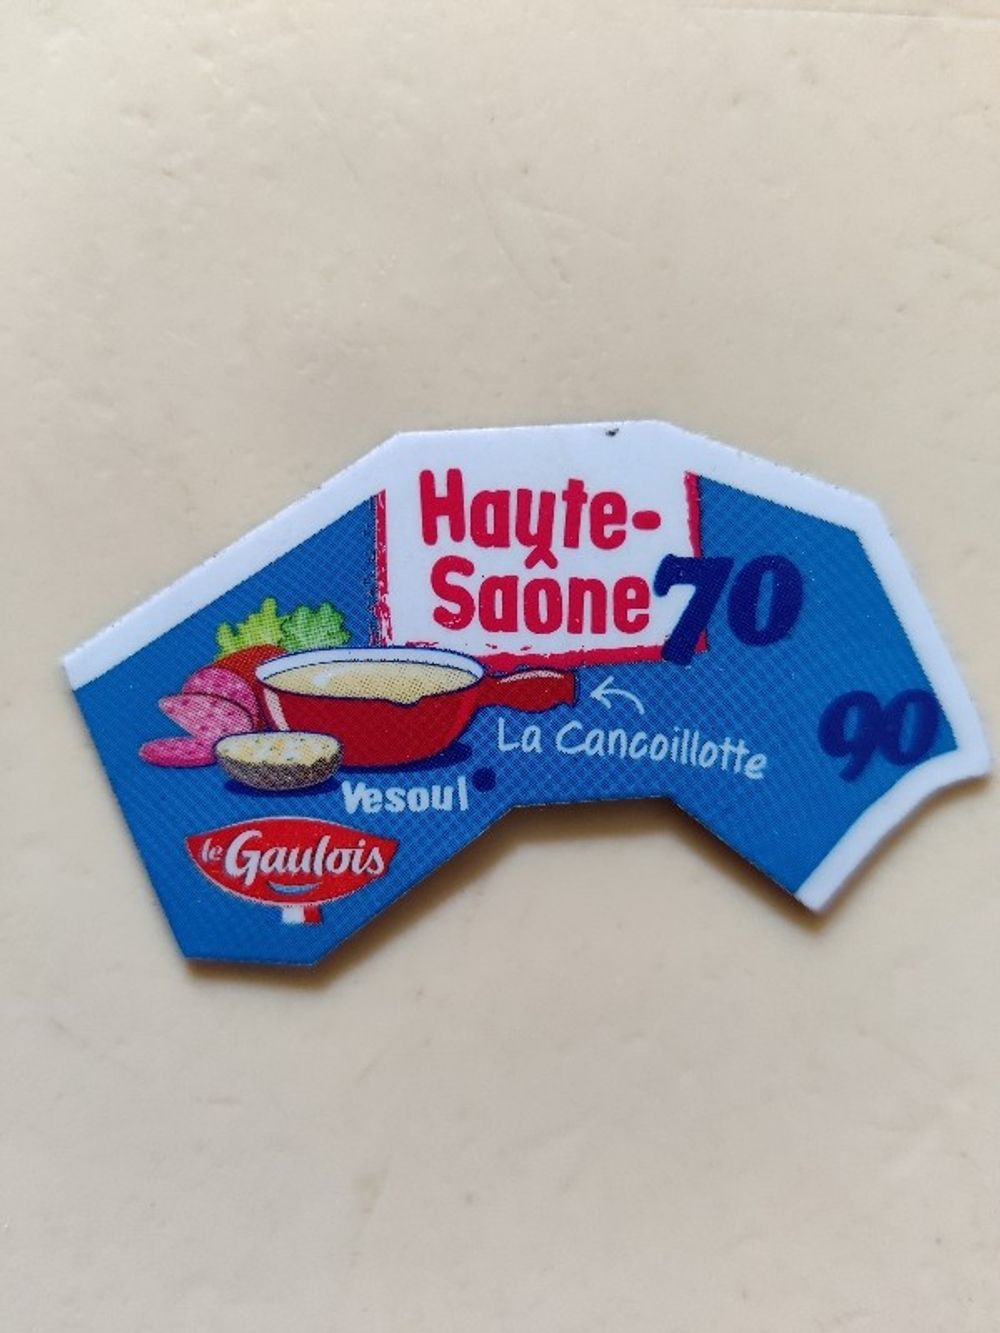 Haute-
Saône
70
90
La Cancoillotte
Vesoul
le Gaulois